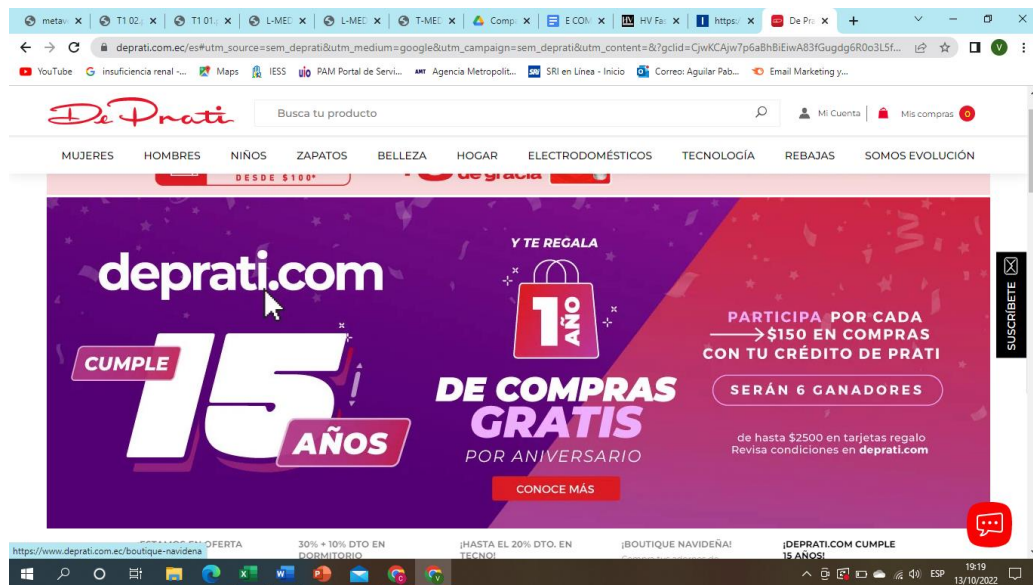 metav
T1 02.
T1 01.
L-MED
L-MED
T-MED
Comp
E COM
HV Fa
https:/
De Pra
deprati.com.ec/es#utm_source=sem_deprati&utm_medium=google&utm_campaign=sem_deprati&utm_content=&?gclid=CjwKCAjw7p6aBhBiEiwA83fGugdg6R0o3L5f...
V
YouTube
insuficiencia renal -...
Maps
IESS
uio PAM Portal de Servi...
AMT Agencia Metropolit...
SRI SRI en Línea - Inicio
Correo: Aguilar Pab...
Email Marketing y...
De Prati
Busca tu producto
Mi Cuenta
Mis compras 0
MUJERES HOMBRES NIÑOS ZAPATOS BELLEZA HOGAR ELECTRODOMÉSTICOS TECNOLOGÍA REBAJAS SOMOS EVOLUCIÓN
DESDE $100*
de gracia
deprati.com
CUMPLE
15
AÑOS
Y TE REGALA
1 AÑO
DE COMPRAS
GRATIS
POR ANIVERSARIO
CONOCE MÁS
PARTICIPA POR CADA
$150 EN COMPRAS
CON TU CRÉDITO DE PRATI
SERÁN 6 GANADORES
de hasta $2500 en tarjetas regalo
Revisa condiciones en deprati.com
SUSCRÍBETE
OFERTA
30% + 10% DTO EN
DORMITORIO
¡HASTA EL 20% DTO. EN
TECNO!
¡BOUTIQUE NAVIDEÑA!
¡DEPRATI.COM CUMPLE
15 AÑOS!
https://www.deprati.com.ec/boutique-navidena
ESP
19:19
13/10/2022